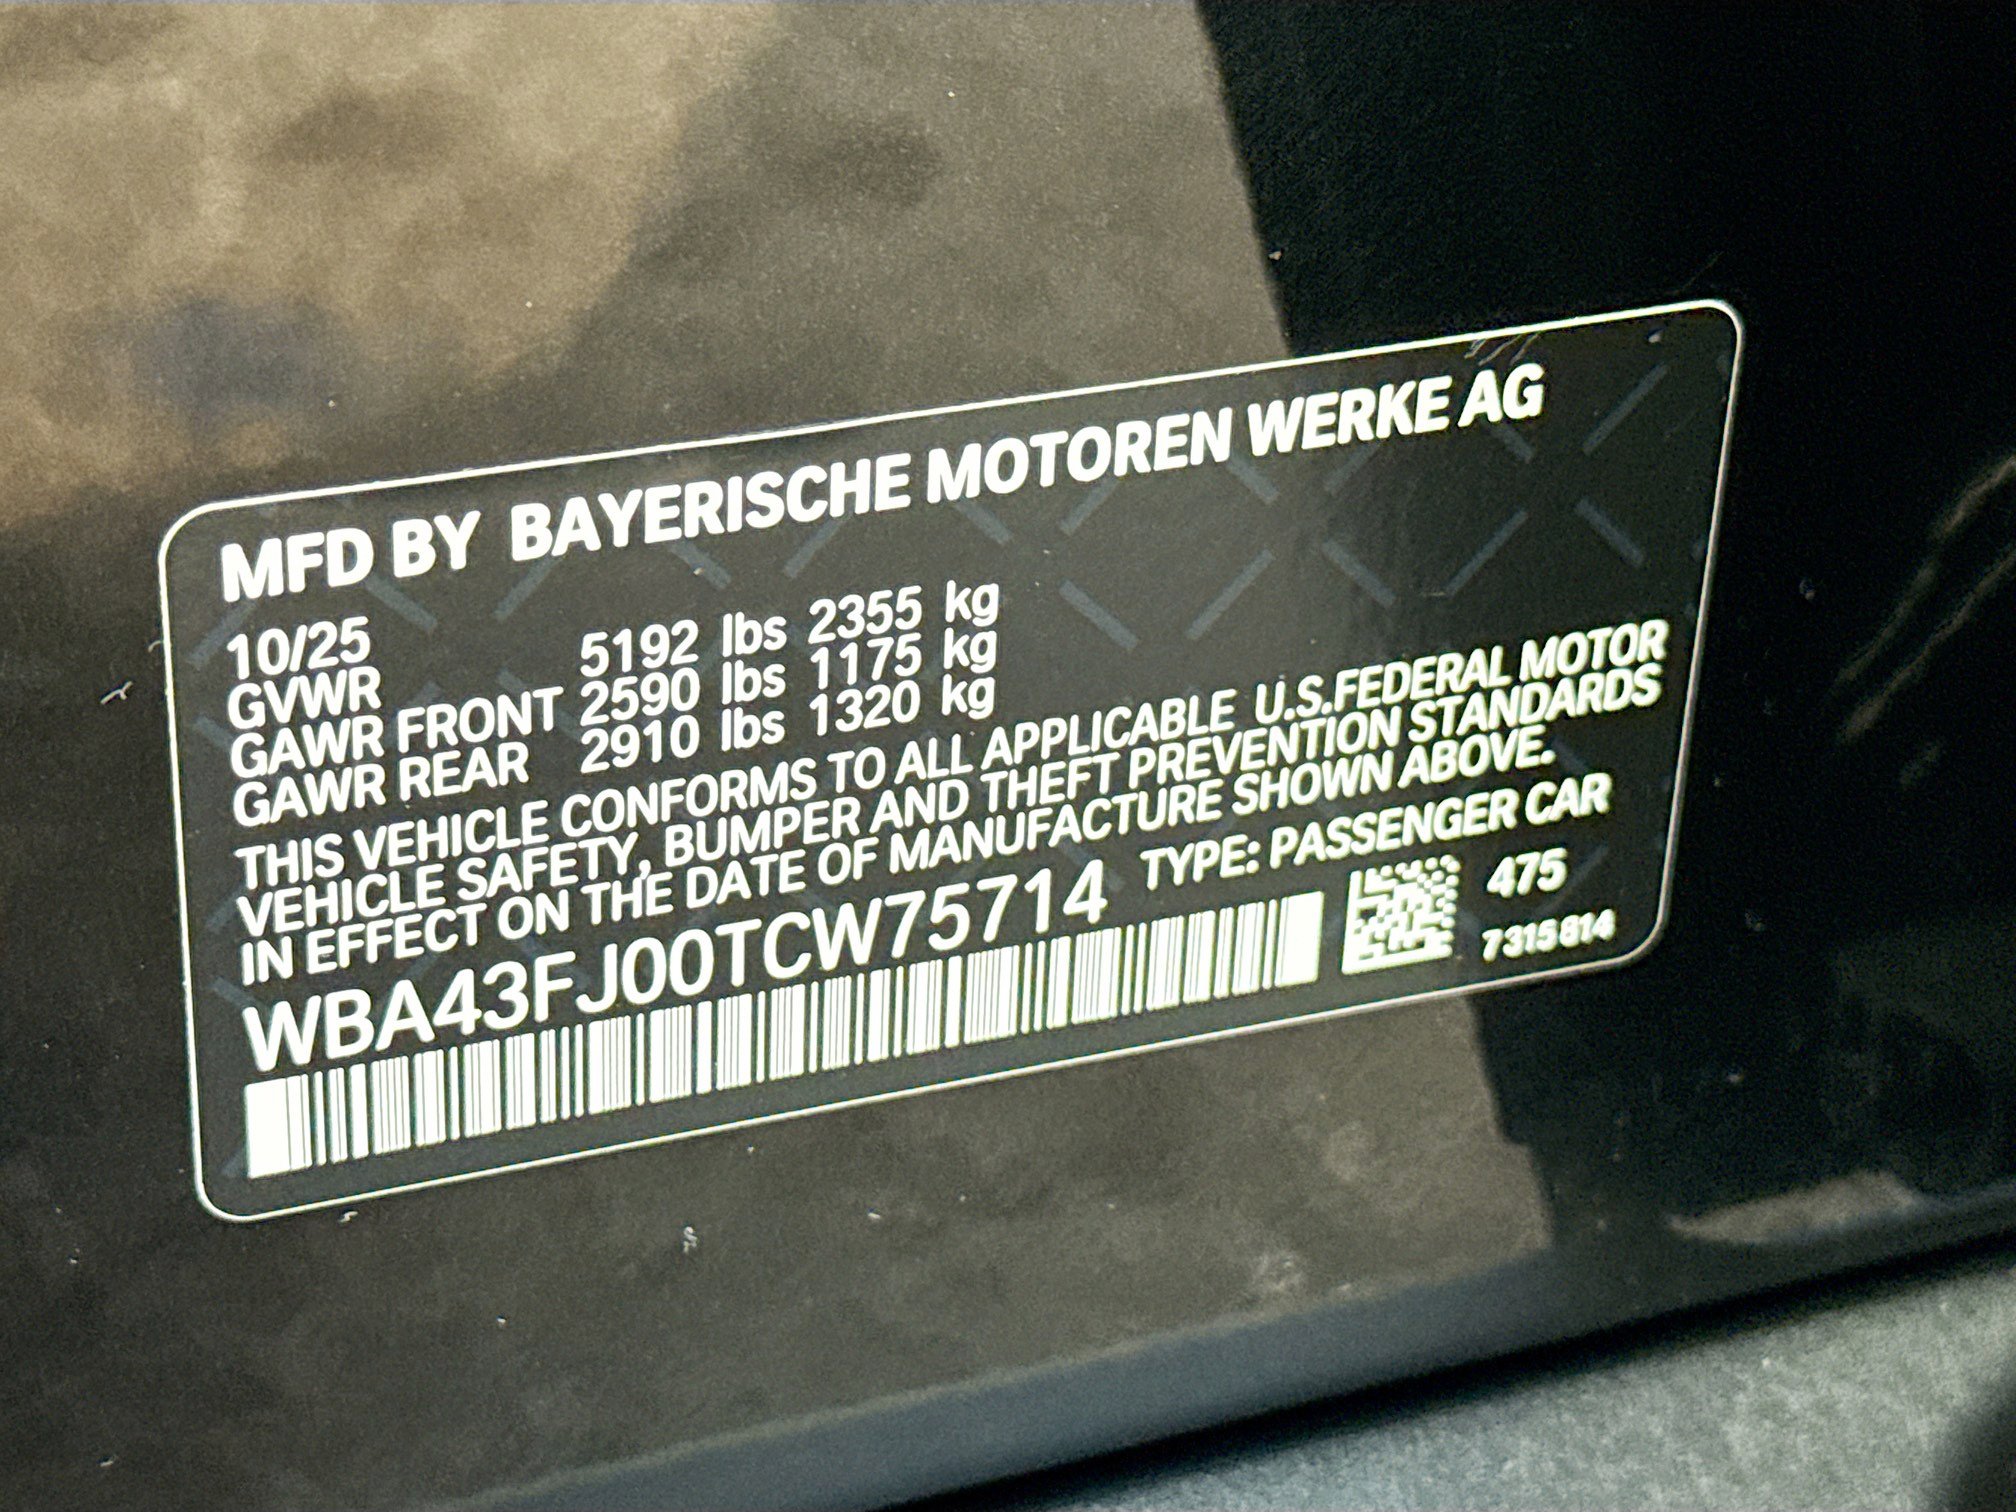 MFD BY BAYERISCHE MOTOREN WERKE AG
10/25
GVWR 5192 lbs 2355 kg
GAWR FRONT 2590 lbs 1175 kg
GAWR REAR 2910 lbs 1320 kg
THIS VEHICLE CONFORMS TO ALL APPLICABLE U.S.FEDERAL MOTOR
VEHICLE SAFETY, BUMPER AND THEFT PREVENTION STANDARDS
IN EFFECT ON THE DATE OF MANUFACTURE SHOWN ABOVE.
WBA43FJ00TCW75714 TYPE: PASSENGER CAR
475
7315814